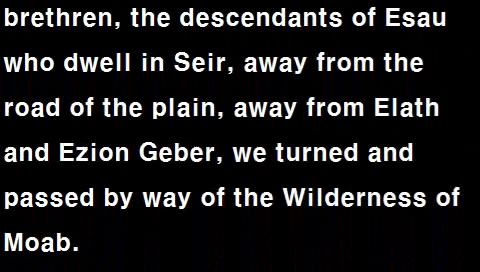 brethren, the descendants of Esau
who dwell in Seir, away from the
road of the plain, away from Elath
and Ezion Geber, we turned and
passed by way of the Wilderness of
Moab.